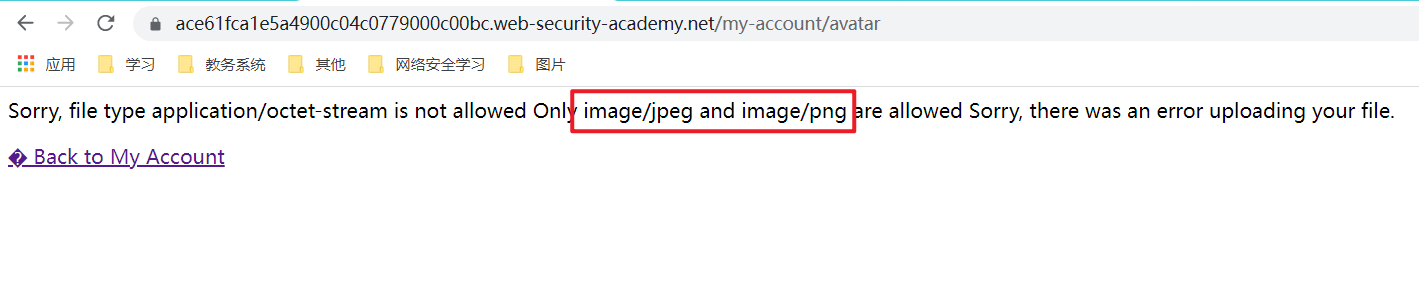 ace61fca1e5a4900c04c0779000c00bc.web-security-academy.net/my-account/avatar
应用 学习 教务系统 其他 网络安全学习 图片
Sorry, file type application/octet-stream is not allowed Only image/jpeg and image/png are allowed Sorry, there was an error uploading your file.
� Back to My Account